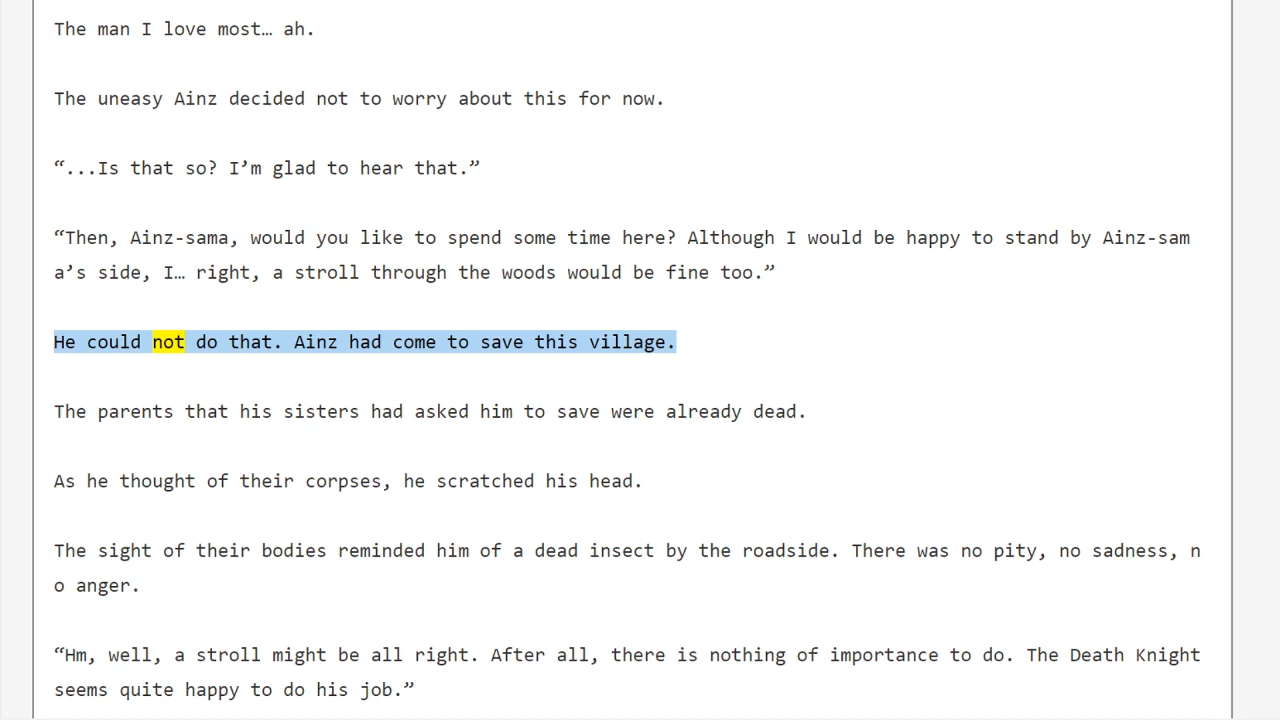 The man I love most… ah.
The uneasy Ainz decided not to worry about this for now.
“...Is that so? I’m glad to hear that.”
“Then, Ainz-sama, would you like to spend some time here? Although I would be happy to stand by Ainz-sam
a’s side, I… right, a stroll through the woods would be fine too.”
He could not do that. Ainz had come to save this village.
The parents that his sisters had asked him to save were already dead.
As he thought of their corpses, he scratched his head.
The sight of their bodies reminded him of a dead insect by the roadside. There was no pity, no sadness, n
o anger.
“Hm, well, a stroll might be all right. After all, there is nothing of importance to do. The Death Knight
seems quite happy to do his job.”